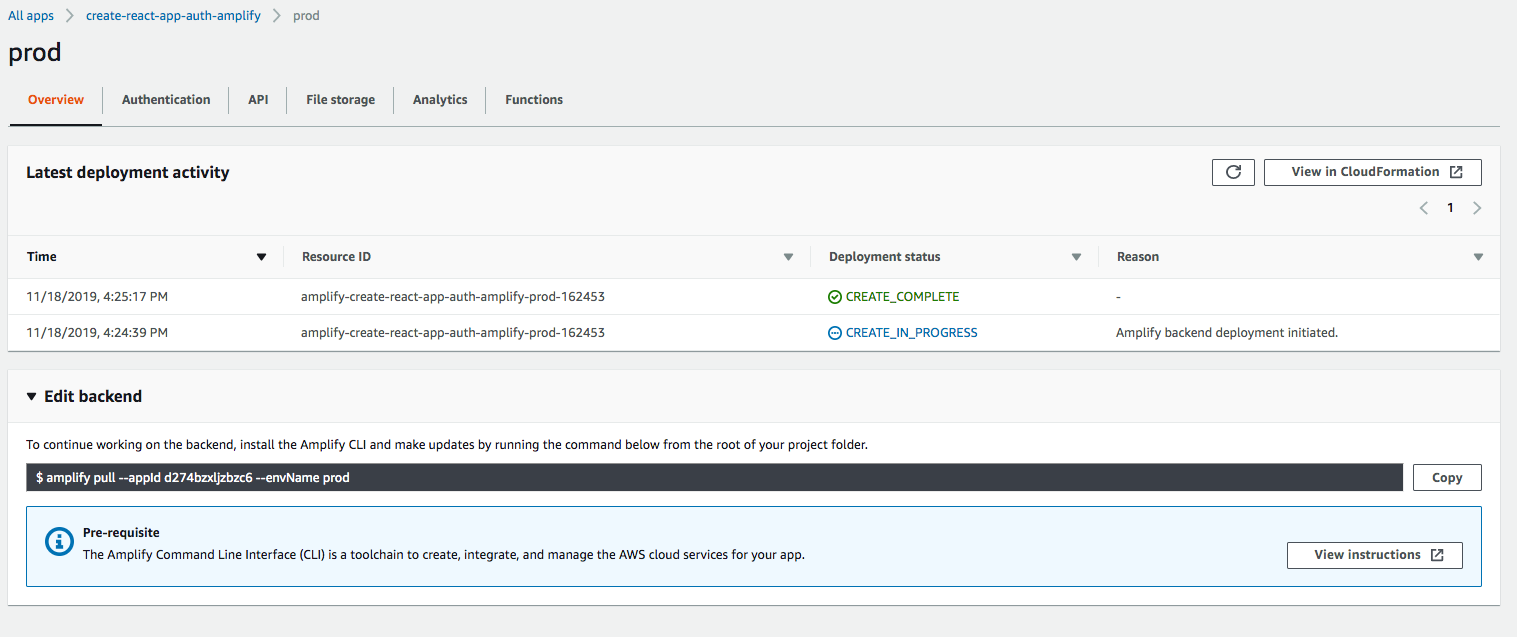 All apps > create-react-app-auth-amplify > prod
prod
Overview Authentication API File storage Analytics Functions
Latest deployment activity View in CloudFormation
1
Time Resource ID Deployment status Reason
11/18/2019, 4:25:17 PM amplify-create-react-app-auth-amplify-prod-162453 CREATE_COMPLETE -
11/18/2019, 4:24:39 PM amplify-create-react-app-auth-amplify-prod-162453 CREATE_IN_PROGRESS Amplify backend deployment initiated.
Edit backend
To continue working on the backend, install the Amplify CLI and make updates by running the command below from the root of your project folder.
$ amplify pull --appId d274bzxljzbzc6 --envName prod Copy
Pre-requisite
The Amplify Command Line Interface (CLI) is a toolchain to create, integrate, and manage the AWS cloud services for your app.
View instructions